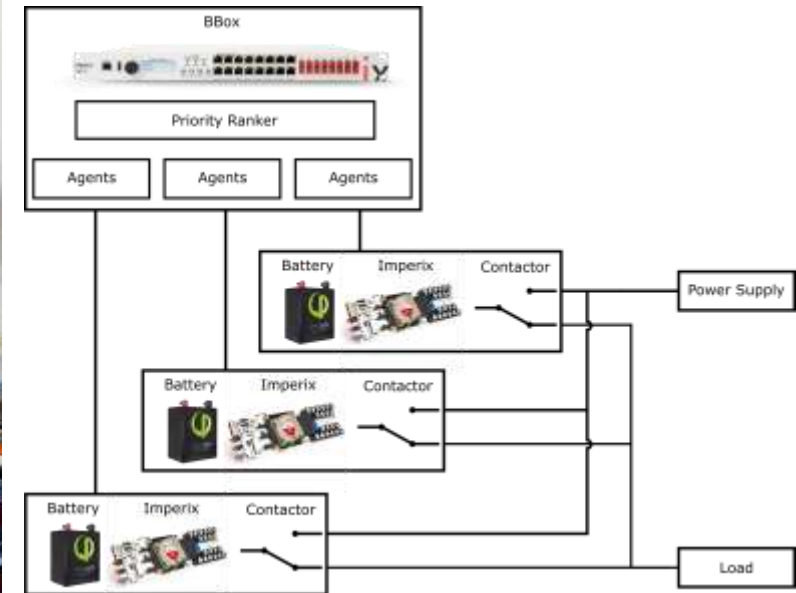 BBox
Priority Ranker
Agents
Agents
Agents
Battery
Imperix
Contactor
Power Supply
Battery
Imperix
Contactor
Battery
Imperix
Contactor
Load